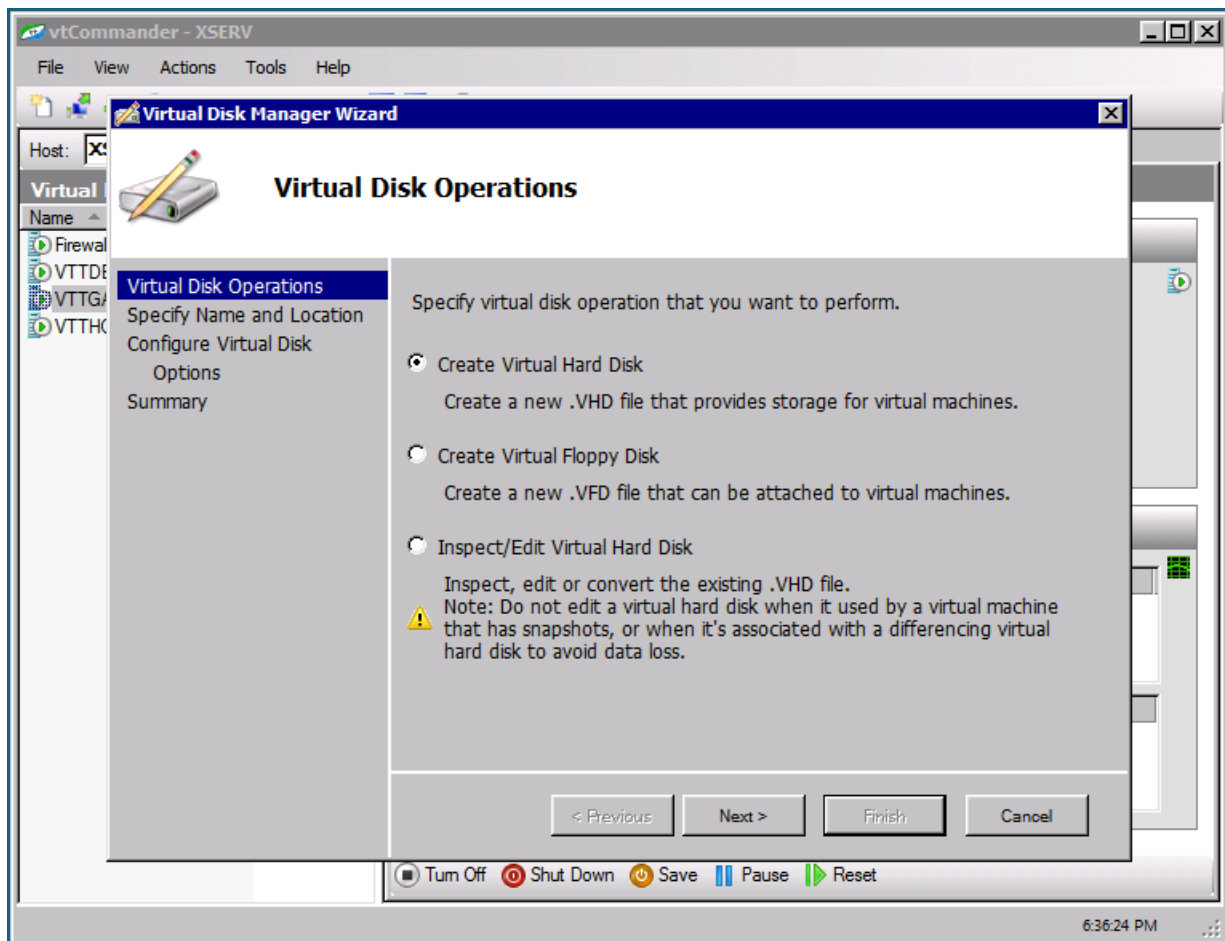 vtCommander - XSERV
File View Actions Tools Help
Virtual Disk Manager Wizard
Host:
Virtual Disk Operations
Virtual
Name
Virtual Disk Operations
Specify Name and Location
Configure Virtual Disk
Options
Summary
Specify virtual disk operation that you want to perform.
Create Virtual Hard Disk
Create a new .VHD file that provides storage for virtual machines.
Create Virtual Floppy Disk
Create a new .VFD file that can be attached to virtual machines.
Inspect/Edit Virtual Hard Disk
Inspect, edit or convert the existing .VHD file.
Note: Do not edit a virtual hard disk when it used by a virtual machine
that has snapshots, or when it's associated with a differencing virtual
hard disk to avoid data loss.
< Previous Next > Finish Cancel
Turn Off Shut Down Save Pause Reset
6:36:24 PM